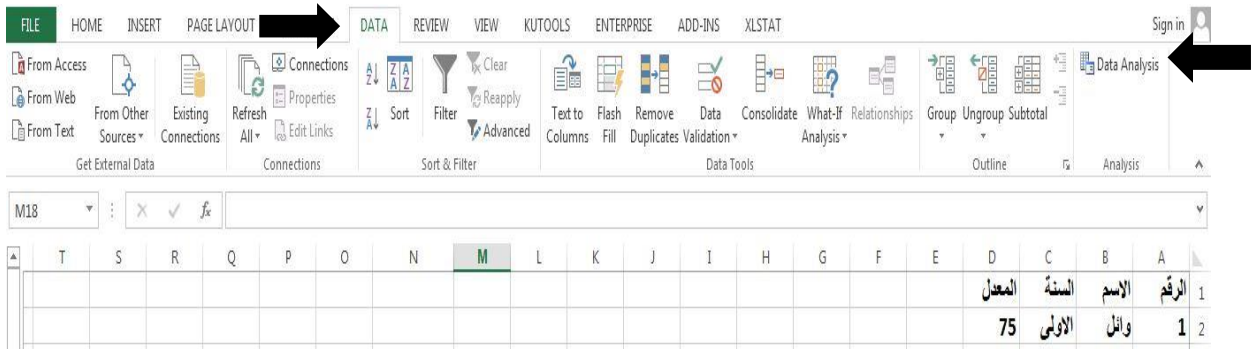 FILE HOME INSERT PAGE LAYOUT DATA REVIEW VIEW KUTOOLS ENTERPRISE ADD-INS XLSTAT Sign in
From Access
From Web
From Text
From Other
Sources
Existing
Connections
Get External Data
Refresh
All
Connections
Properties
Edit Links
Connections
Sort
Filter
Clear
Reapply
Advanced
Sort & Filter
Text to
Columns
Flash
Fill
Remove
Duplicates
Data
Validation
Consolidate
What-If
Analysis
Relationships
Data Tools
Group
Ungroup
Subtotal
Outline
Data Analysis
Analysis
M18
fx
T S R Q P O N M L K J I H G F E D C B A
1 الرقم الاسم السنة المعدل
2 1 وائل الاولى 75